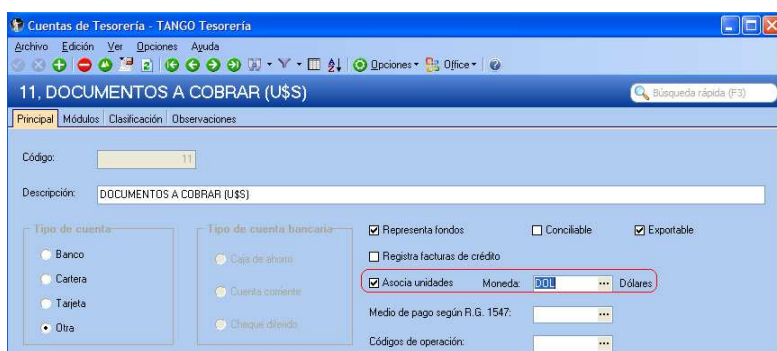 Cuentas de Tesorería - TANGO Tesorería
Archivo Edición Ver Opciones Ayuda
Opciones Office
11, DOCUMENTOS A COBRAR (U$S)
Búsqueda rápida (F3)
Principal Módulos Clasificación Observaciones
Código: 11
Descripción: DOCUMENTOS A COBRAR (U$S)
Tipo de cuenta Tipo de cuenta bancaria Representa fondos Conciliable Exportable
Banco Caja de ahorro Registra facturas de crédito
Cartera Cuenta corriente Asocia unidades Moneda: DOL ... Dólares
Tarjeta Cheque diferido Medio de pago según R.G. 1547: ...
Otra Códigos de operación: ...